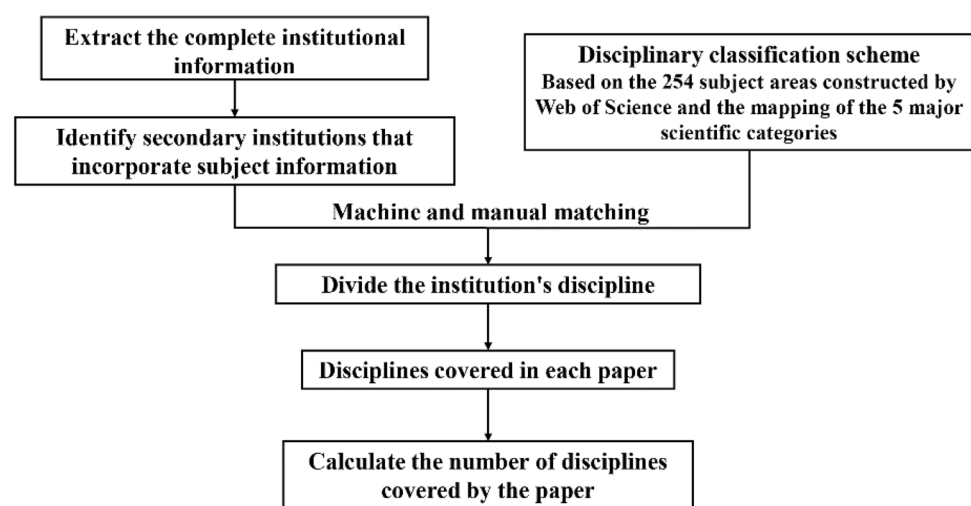 Extract the complete institutional
information
Disciplinary classification scheme
Based on the 254 subject areas constructed by
Web of Science and the mapping of the 5 major
scientific categories
Identify secondary institutions that
incorporate subject information
Machine and manual matching
Divide the institution's discipline
Disciplines covered in each paper
Calculate the number of disciplines
covered by the paper